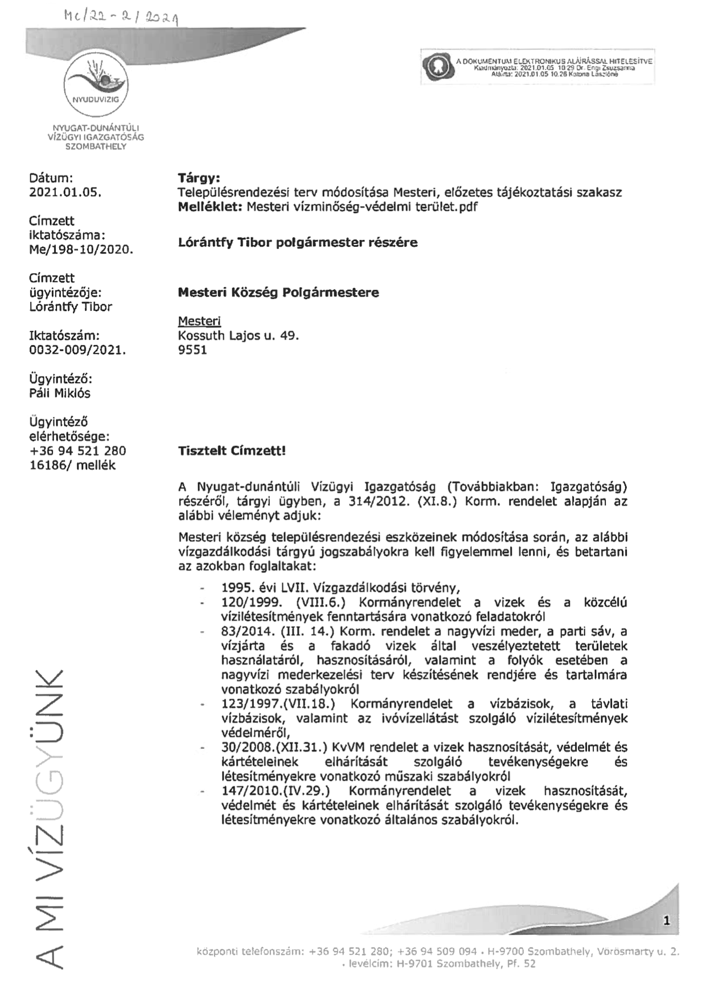 Me/22-2/2021
A DOKUMENTUM ELEKTRONIKUS ALÁÍRÁSSAL HITELESÍTVE
Kiadmányozta: 2021.01.05 10:29 Dr. Engi Zsuzsanna
Aláírta: 2021.01.05 10.26 Katona Lászlóné
NYUDUVIZIG
NYUGAT-DUNÁNTÚLI
VÍZÜGYI IGAZGATÓSÁG
SZOMBATHELY
Dátum:
2021.01.05.
Címzett
iktatószáma:
Me/198-10/2020.
Címzett
ügyintézője:
Lórántfy Tibor
Iktatószám:
0032-009/2021.
Ügyintéző:
Páli Miklós
Ügyintéző
elérhetősége:
+36 94 521 280
16186/ mellék
Tárgy:
Településrendezési terv módosítása Mesteri, előzetes tájékoztatási szakasz
Melléklet: Mesteri vízminőség-védelmi terület.pdf
Lórántfy Tibor polgármester részére
Mesteri Község Polgármestere
Mesteri
Kossuth Lajos u. 49.
9551
Tisztelt Címzett!
A Nyugat-dunántúli Vízügyi Igazgatóság (Továbbiakban: Igazgatóság)
részéről, tárgyi ügyben, a 314/2012. (XI.8.) Korm. rendelet alapján az
alábbi véleményt adjuk:
Mesteri község településrendezési eszközeinek módosítása során, az alábbi
vízgazdálkodási tárgyú jogszabályokra kell figyelemmel lenni, és betartani
az azokban foglaltakat:
- 1995. évi LVII. Vízgazdálkodási törvény,
- 120/1999. (VIII.6.) Kormányrendelet a vizek és a közcélú
vízilétesítmények fenntartására vonatkozó feladatokról
- 83/2014. (III. 14.) Korm. rendelet a nagyvízi meder, a parti sáv, a
vízjárta és a fakadó vizek által veszélyeztetett területek
használatáról, hasznosításáról, valamint a folyók esetében a
nagyvízi mederkezelési terv készítésének rendjére és tartalmára
vonatkozó szabályokról
- 123/1997.(VII.18.) Kormányrendelet a vízbázisok, a távlati
vízbázisok, valamint az ivóvízellátást szolgáló vízilétesítmények
védelméről,
- 30/2008.(XII.31.) KvVM rendelet a vizek hasznosítását, védelmét és
kártételeinek elhárítását szolgáló tevékenységekre és
létesítményekre vonatkozó műszaki szabályokról
- 147/2010.(IV.29.) Kormányrendelet a vizek hasznosítását,
védelmét és kártételeinek elhárítását szolgáló tevékenységekre és
létesítményekre vonatkozó általános szabályokról.
A MI VÍZÜGYÜNK
1
központi telefonszám: +36 94 521 280; +36 94 509 094 • H-9700 Szombathely, Vörösmarty u. 2.
• levélcím: H-9701 Szombathely, Pf. 52